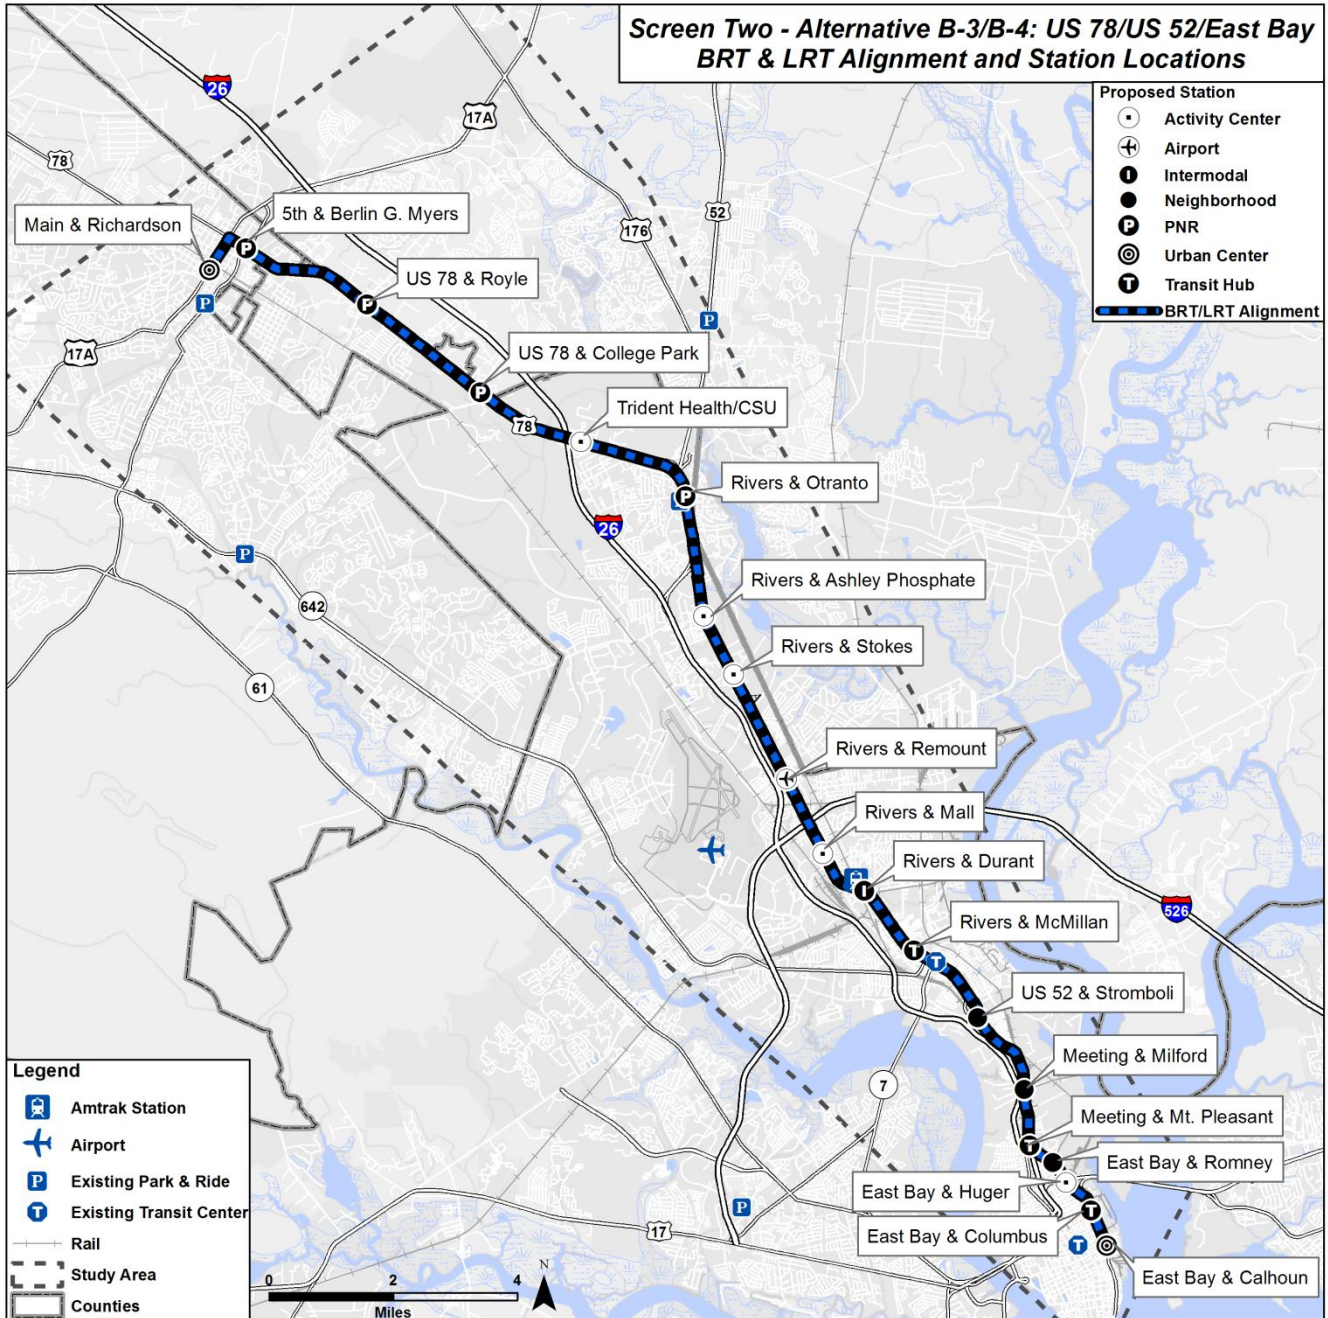 Screen Two - Alternative B-3/B-4: US 78/US 52/East Bay
BRT & LRT Alignment and Station Locations
Proposed Station
Activity Center
Airport
I Intermodal
Neighborhood
P PNR
Urban Center
T Transit Hub
BRT/LRT Alignment
26
17A
78
52
176
Main & Richardson
5th & Berlin G. Myers
P
P
US 78 & Royle
P
P
17A
US 78 & College Park
P
Trident Health/CSU
78
Rivers & Otranto
P
26
P
Rivers & Ashley Phosphate
642
Rivers & Stokes
61
Rivers & Remount
Rivers & Mall
Rivers & Durant
I
526
Rivers & McMillan
T
T
US 52 & Stromboli
Meeting & Milford
7
Meeting & Mt. Pleasant
T
East Bay & Romney
East Bay & Huger
P
T
East Bay & Columbus
17
T
East Bay & Calhoun
Legend
Amtrak Station
Airport
P Existing Park & Ride
T Existing Transit Center
Rail
Study Area
Counties
0 2 4
Miles
N